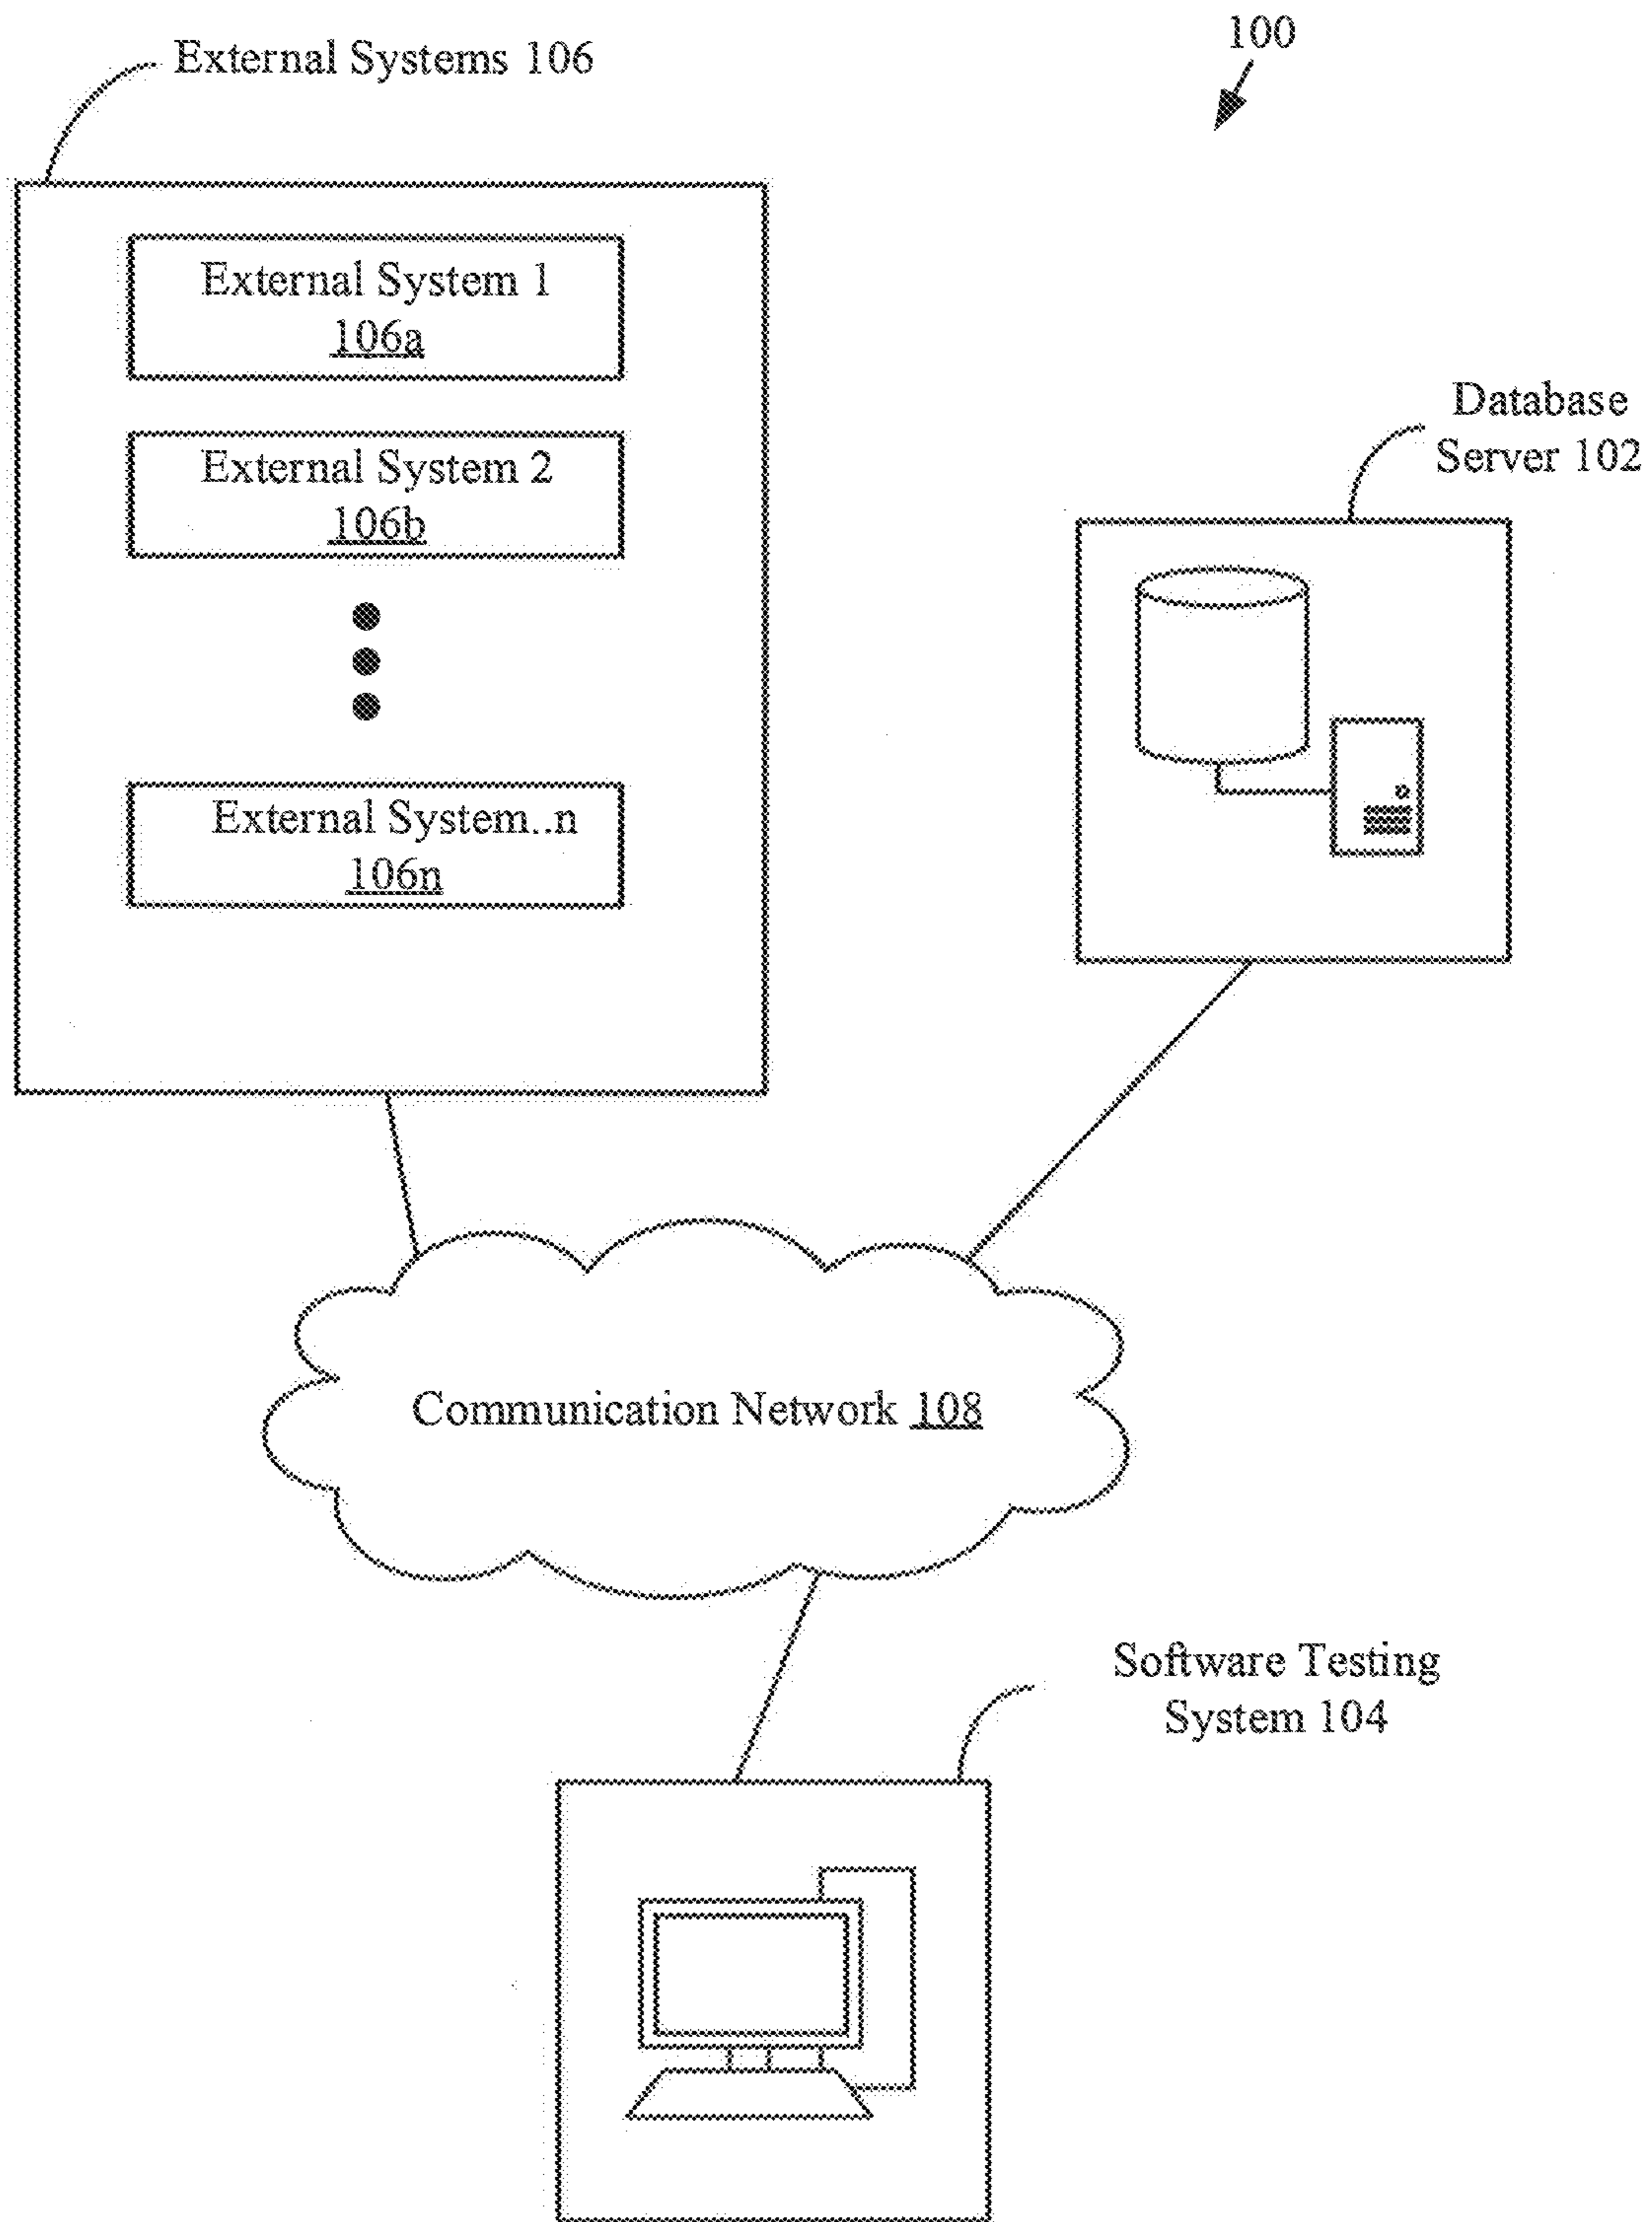 100
External Systems 106
External System 1
106a
External System 2
106b
External System..n
106n
Database
Server 102
Communication Network 108
Software Testing
System 104